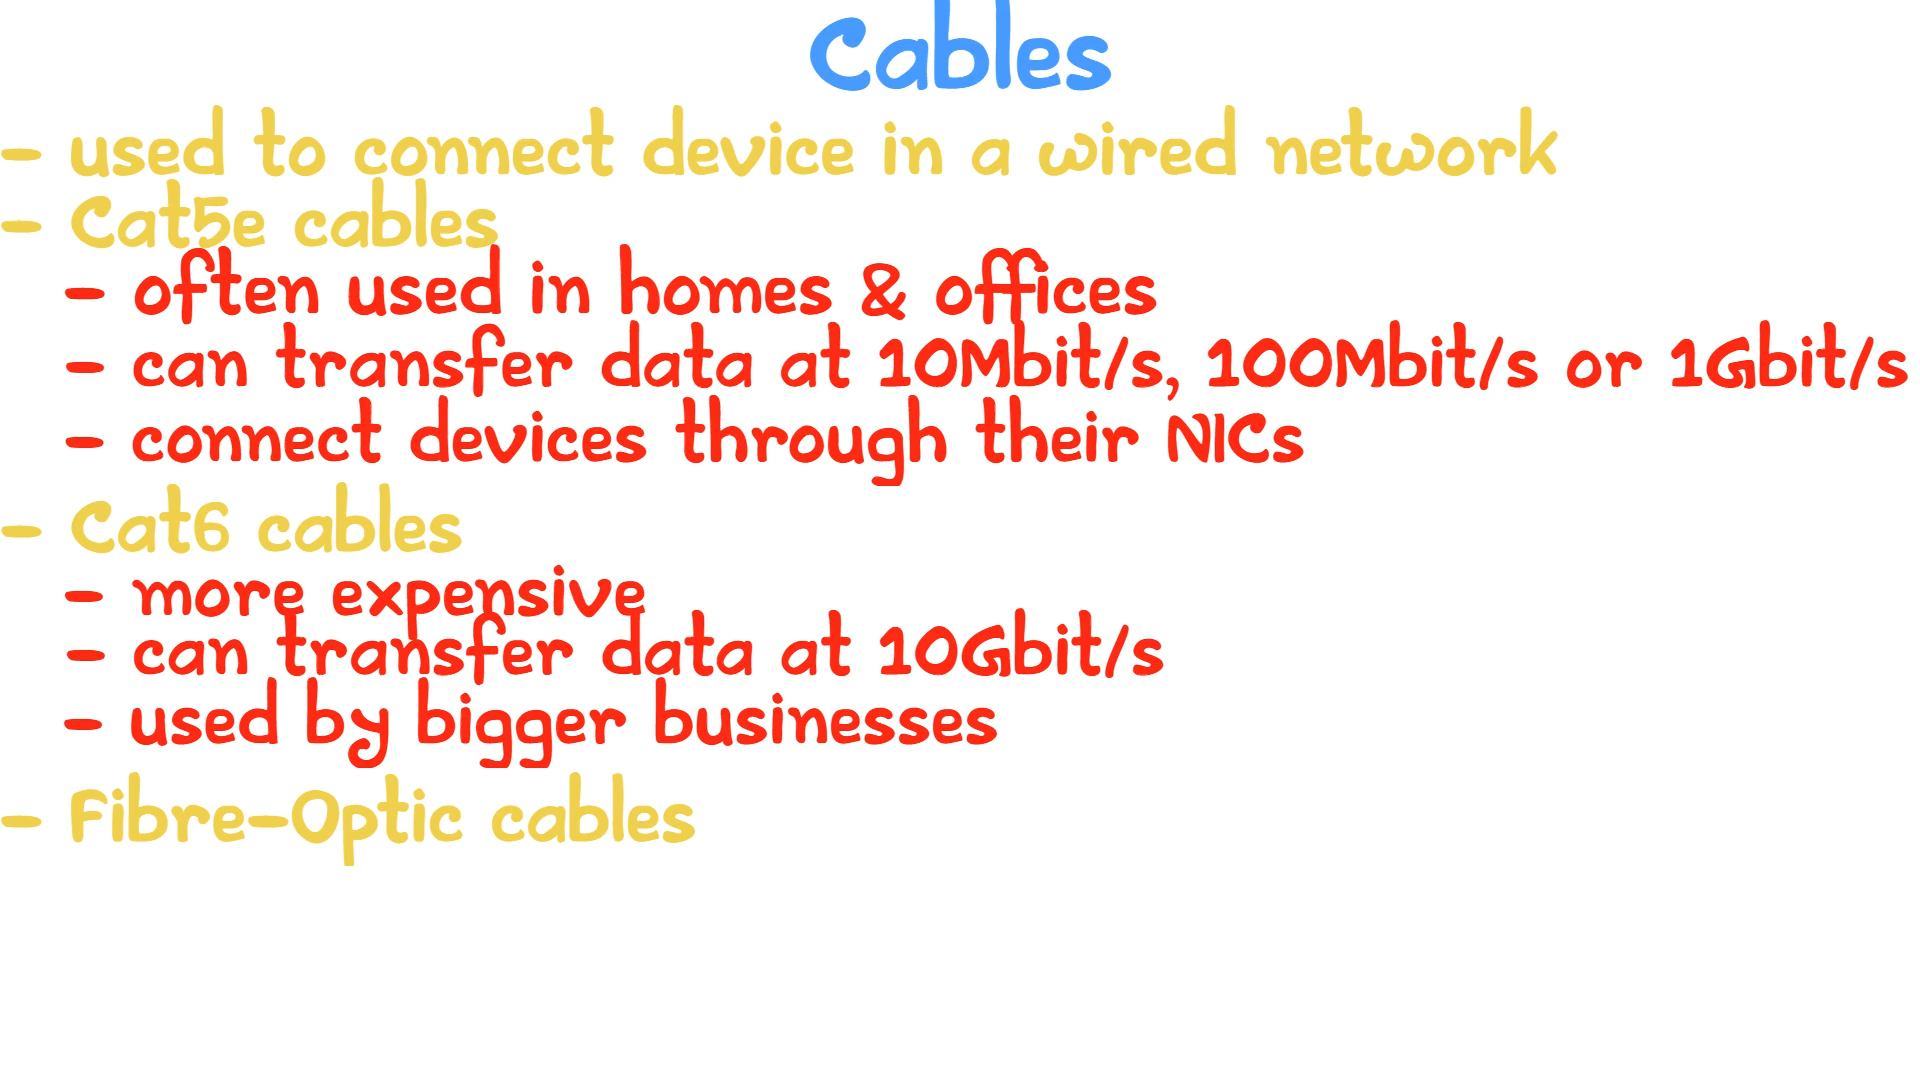 Cables
- used to connect device in a wired network
- Cat5e cables
- often used in homes & offices
- can transfer data at 10Mbit/s, 100Mbit/s or 1Gbit/s
- connect devices through their NICs
- Cat6 cables
- more expensive
- can transfer data at 10Gbit/s
- used by bigger businesses
- Fibre-Optic cables